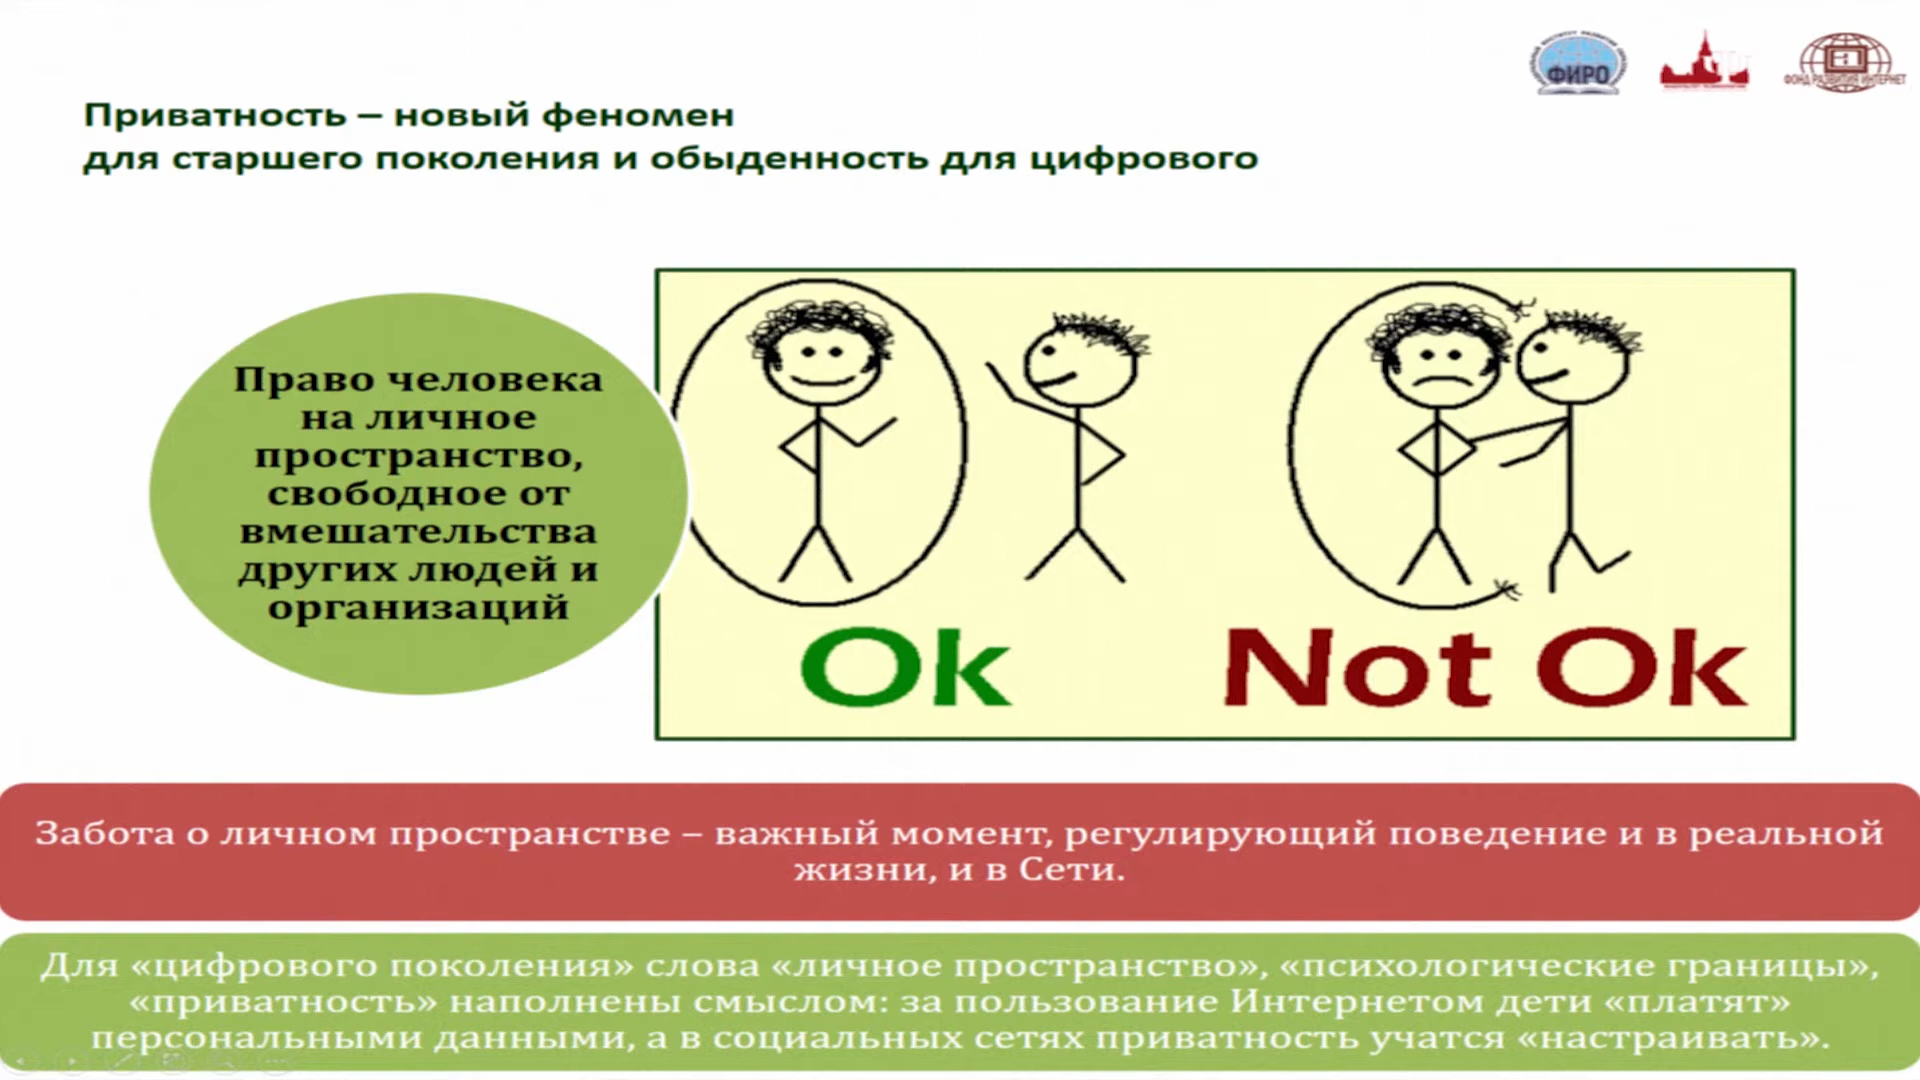 ФИРО
ФОНД РАЗВИТИЯ ИНТЕРНЕТ
Приватность – новый феномен
для старшего поколения и обыденность для цифрового
Право человека
на личное
пространство,
свободное от
вмешательства
других людей и
организаций
Ok
Not Ok
Забота о личном пространстве – важный момент, регулирующий поведение и в реальной
жизни, и в Сети.
Для «цифрового поколения» слова «личное пространство», «психологические границы»,
«приватность» наполнены смыслом: за пользование Интернетом дети «платят»
персональными данными, а в социальных сетях приватность учатся «настраивать».